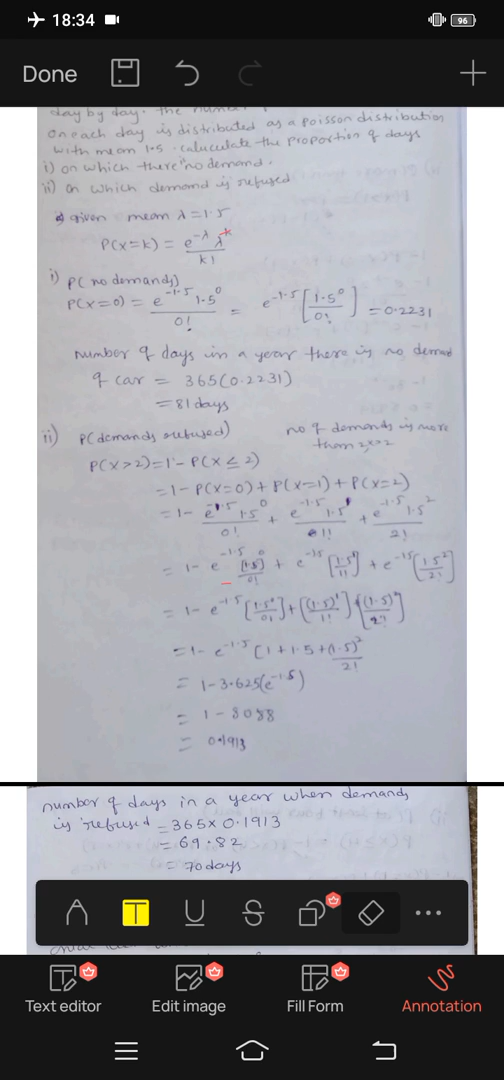 18:34
96
Done
day by day. the
on each day is distributed as a poisson distribution
with mean 1.5. caluculate the proportion of days
i) on which there "no demand.
ii) on which demand is refused
given mean λ=1.5
P(x=k) = e^-λ λ^k / k!
i) P(no demands)
P(x=0) = e^-1.5 1.5^0 / 0! = e^-1.5 [1.5^0 / 0!] = 0.2231
number of days in a year there is no demad
of car = 365(0.2231)
= 81 days
ii) P(demands refused) no of demands is more
than 2, x>2
P(x>2) = 1 - P(x ≤ 2)
= 1 - P(x=0) + P(x=1) + P(x=2)
= 1 - e^-1.5 1.5^0 / 0! + e^-1.5 1.5^1 / 1! + e^-1.5 1.5^2 / 2!
= 1 - e^-1.5 [1.5]^0 / 0! + e^-1.5 [1.5^1 / 1!] + e^-1.5 [1.5^2 / 2!]
= 1 - e^-1.5 [1.5^0 / 0!] + [(1.5)^1 / 1!] + [(1.5)^2 / 2!]
= 1 - e^-1.5 [1 + 1.5 + (1.5)^2 / 2!
= 1 - 3.625(e^-1.5)
= 1 - 8088
= 0.1913
number of days in a year when demands
is refused = 365 x 0.1913
= 69.82
= 70 days
Text editor
Edit image
Fill Form
Annotation